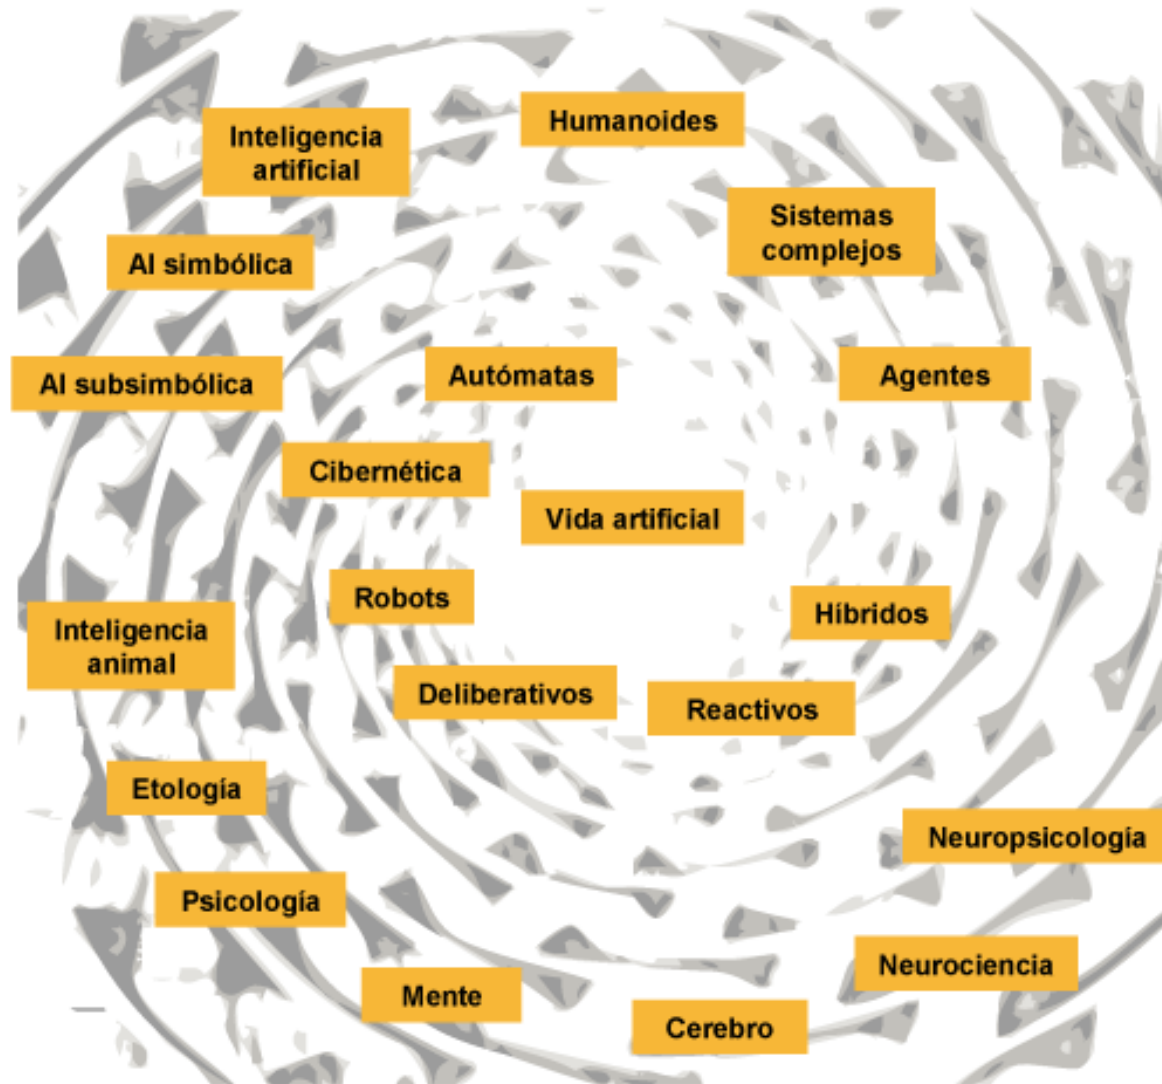 Humanoides
Inteligencia
artificial
Sistemas
complejos
AI simbólica
AI subsimbólica
Autómatas
Agentes
Cibernética
Vida artificial
Robots
Híbridos
Inteligencia
animal
Deliberativos
Reactivos
Etología
Neuropsicología
Psicología
Neurociencia
Mente
Cerebro